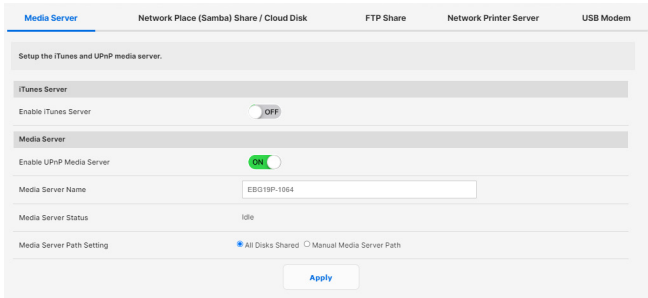 Media Server Network Place (Samba) Share / Cloud Disk FTP Share Network Printer Server USB Modem
Setup the iTunes and UPnP media server.
iTunes Server
Enable iTunes Server OFF
Media Server
Enable UPnP Media Server ON
Media Server Name EBG19P-1064
Media Server Status Idle
Media Server Path Setting All Disks Shared Manual Media Server Path
Apply